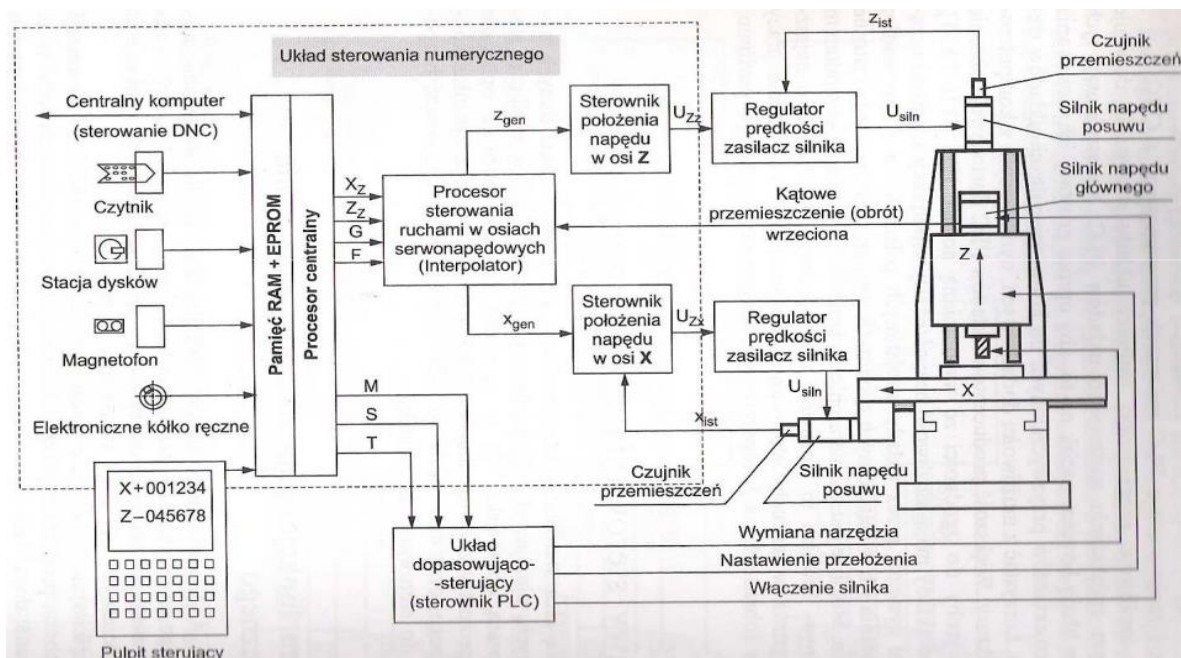 Układ sterowania numerycznego
Centralny komputer
(sterowanie DNC)
Czytnik
Stacja dysków
Magnetofon
Elektroniczne kółko ręczne
X+001234
Z–045678
Pulpit sterujący
Pamięć RAM + EPROM
Procesor centralny
X_Z
Z_Z
G
F
M
S
T
Procesor
sterowania
ruchami w osiach
serwonapędowych
(Interpolator)
z_gen
x_gen
Sterownik
położenia
napędu
w osi Z
U_Zz
Regulator
prędkości
zasilacz silnika
U_siln
z_ist
Czujnik
przemieszczeń
Silnik napędu
posuwu
Silnik napędu
głównego
Kątowe
przemieszczenie (obrót)
wrzeciona
Sterownik
położenia
napędu
w osi X
U_Zx
Regulator
prędkości
zasilacz silnika
U_siln
x_ist
Z
X
Czujnik
przemieszczeń
Silnik napędu
posuwu
Układ
dopasowująco-
-sterujący
(sterownik PLC)
Wymiana narzędzia
Nastawienie przełożenia
Włączenie silnika